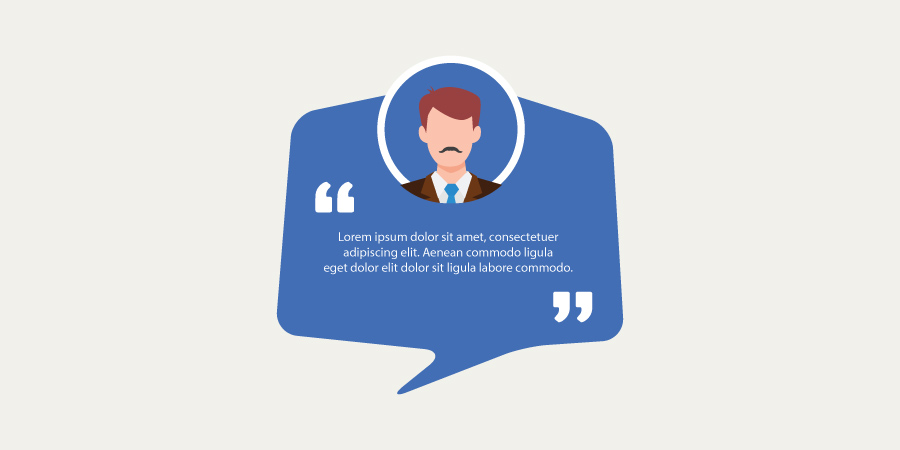 “
Lorem ipsum dolor sit amet, consectetuer
adipiscing elit. Aenean commodo ligula
eget dolor elit dolor sit ligula labore commodo.
”